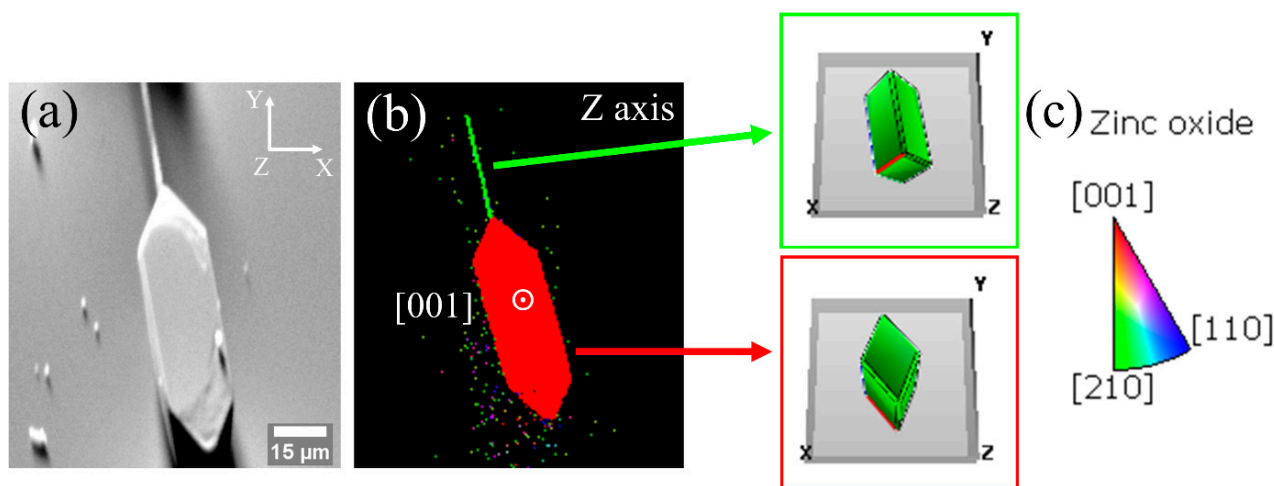 (a)
Y
Z
X
15 µm
(b)
Z axis
[001]
Y
X
Z
Y
X
Z
(c) Zinc oxide
[001]
[110]
[210]